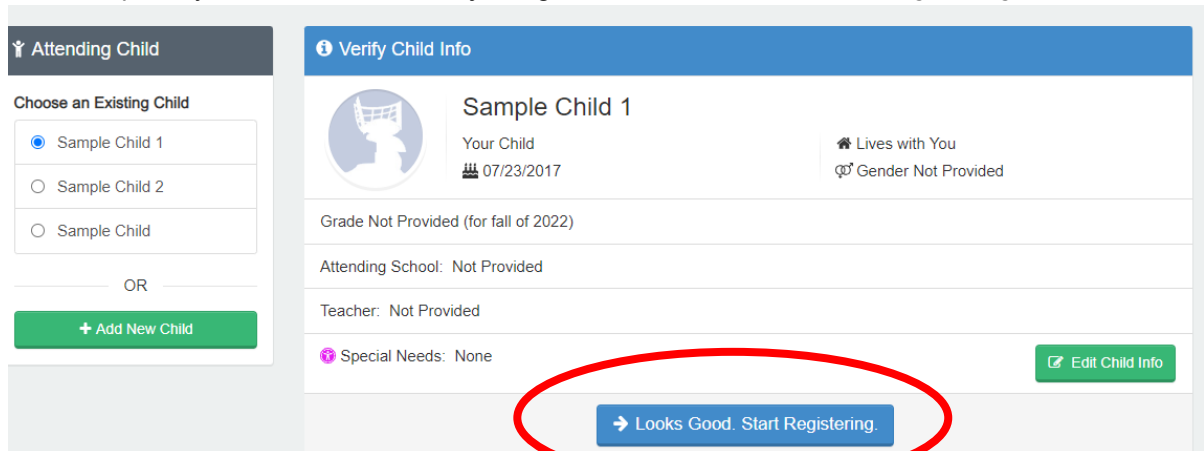 Attending Child
Choose an Existing Child
Sample Child 1
Sample Child 2
Sample Child
OR
+ Add New Child
Verify Child Info
Sample Child 1
Your Child
07/23/2017
Lives with You
Gender Not Provided
Grade Not Provided (for fall of 2022)
Attending School: Not Provided
Teacher: Not Provided
Special Needs: None
Edit Child Info
Looks Good. Start Registering.